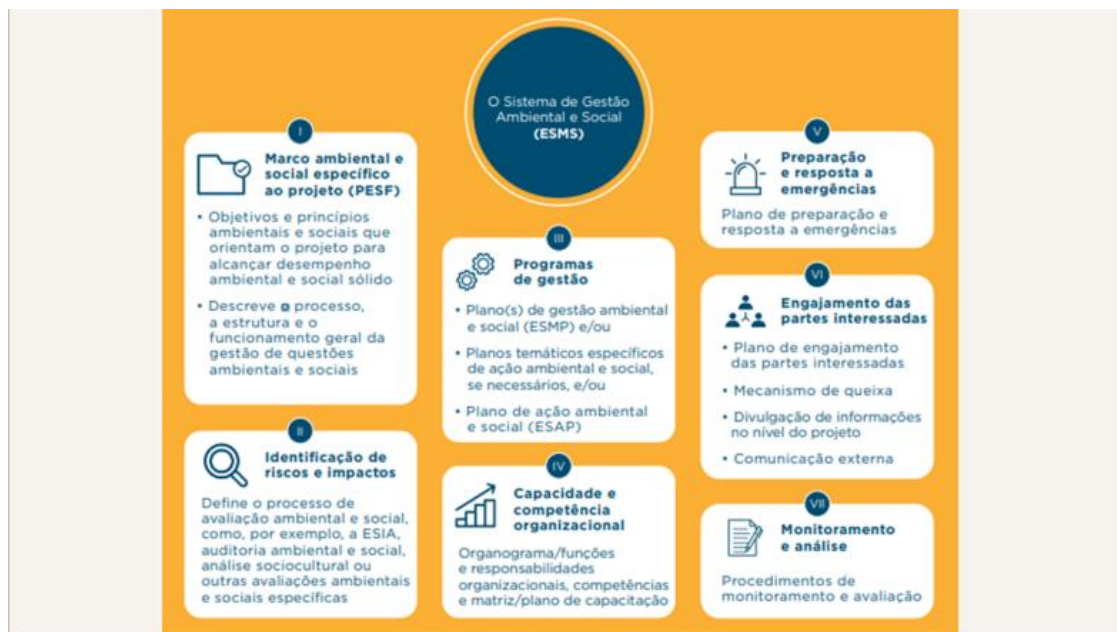 O Sistema de Gestão
Ambiental e Social
(ESMS)
I
Marco ambiental e
social específico
ao projeto (PESF)
• Objetivos e princípios
ambientais e sociais que
orientam o projeto para
alcançar desempenho
ambiental e social sólido
• Descreve o processo,
a estrutura e o
funcionamento geral da
gestão de questões
ambientais e sociais
II
Identificação de
riscos e impactos
Define o processo de
avaliação ambiental e social,
como, por exemplo, a ESIA,
auditoria ambiental e social,
análise sociocultural ou
outras avaliações ambientais
e sociais específicas
III
Programas
de gestão
• Plano(s) de gestão ambiental
e social (ESMP) e/ou
• Planos temáticos específicos
de ação ambiental e social,
se necessários, e/ou
• Plano de ação ambiental
e social (ESAP)
IV
Capacidade e
competência
organizacional
Organograma/funções
e responsabilidades
organizacionais, competências
e matriz/plano de capacitação
V
Preparação
e resposta a
emergências
Plano de preparação e
resposta a emergências
VI
Engajamento das
partes interessadas
• Plano de engajamento
das partes interessadas
• Mecanismo de queixa
• Divulgação de informações
no nível do projeto
• Comunicação externa
VII
Monitoramento
e análise
Procedimentos de
monitoramento e avaliação